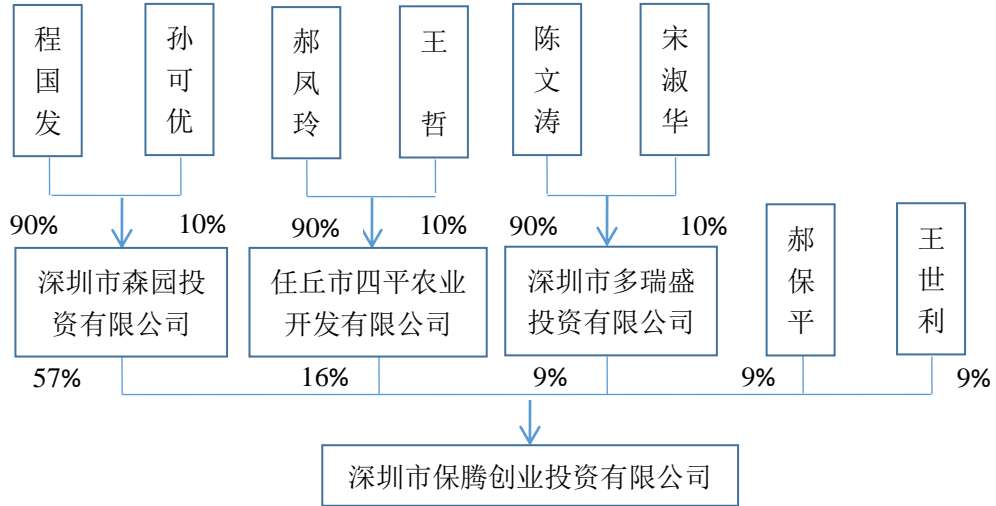 程国发
孙可优
郝凤玲
王哲
陈文涛
宋淑华
90%
10%
90%
10%
90%
10%
深圳市森园投
资有限公司
任丘市四平农业
开发有限公司
深圳市多瑞盛
投资有限公司
郝保平
王世利
57%
16%
9%
9%
9%
深圳市保腾创业投资有限公司